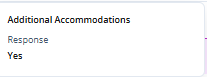 Additional Accommodations
Response
Yes